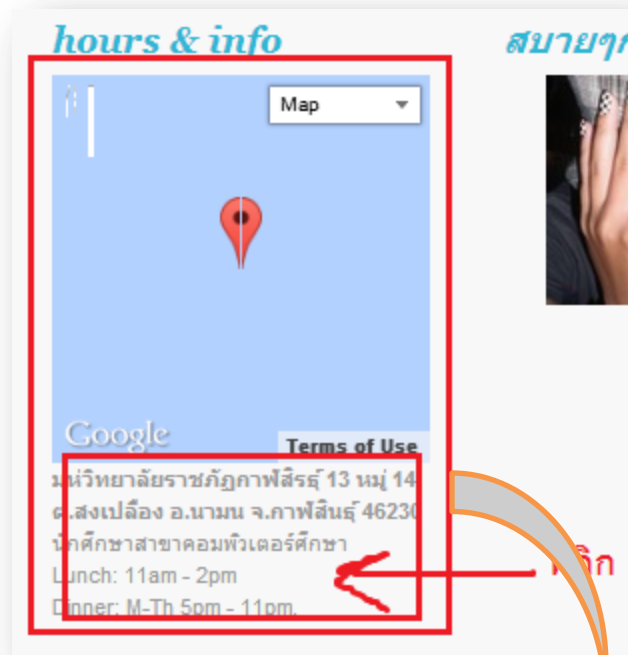 hours & info
สบายๆก
Map
Google
Terms of Use
มหวิทยาลัยราชภัฏกาฬสิรธุ์ 13 หมู่ 14
ต.สงเปลือง อ.นามน จ.กาฬสินธุ์ 46230
นักศึกษาสาขาคอมพิวเตอร์ศึกษา
Lunch: 11am - 2pm
Dinner: M-Th 5pm - 11pm,